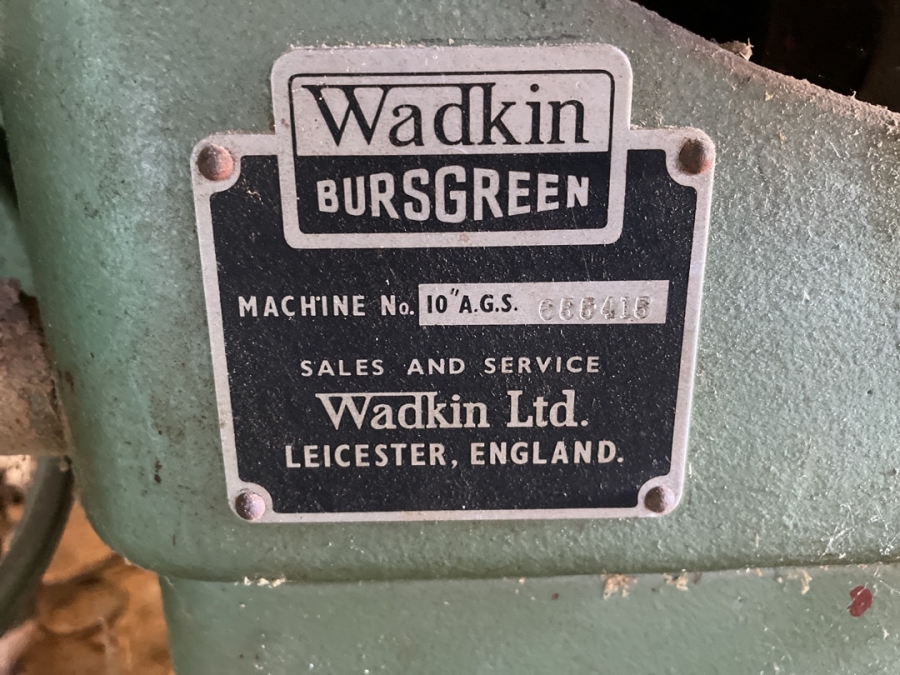 Wadkin
BURSGREEN
MACHINE No. 10" A.G.S.
SALES AND SERVICE
Wadkin Ltd.
LEICESTER, ENGLAND.